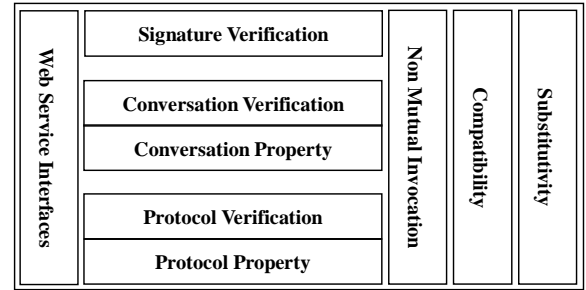 Web Service Interfaces
Signature Verification
Conversation Verification
Conversation Property
Protocol Verification
Protocol Property
Non Mutual Invocation
Compatibility
Substitutivity